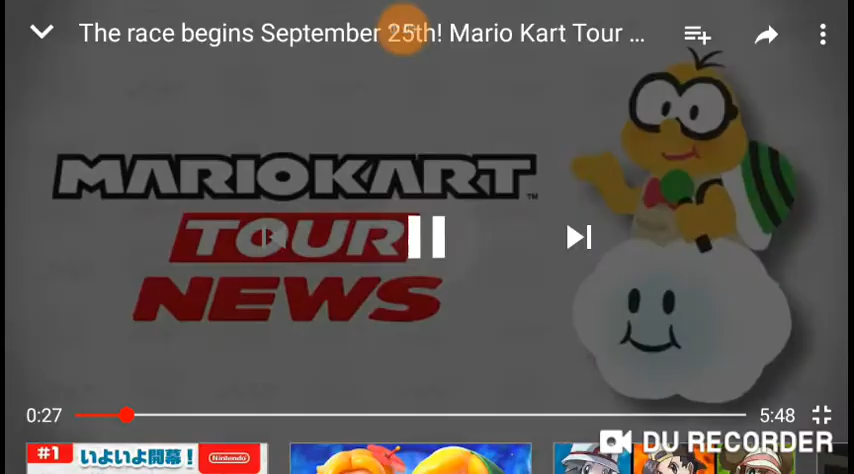 The race begins September 25th! Mario Kart Tour ...
MARIOKART™
TOUR
NEWS
0:27
5:48
#1 いよいよ開幕！ Nintendo
DU RECORDER